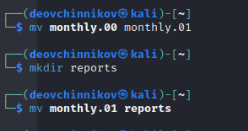 ┌──(deovchinnikov㉿kali)-[~]
└─$ mv monthly.00 monthly.01
┌──(deovchinnikov㉿kali)-[~]
└─$ mkdir reports
┌──(deovchinnikov㉿kali)-[~]
└─$ mv monthly.01 reports